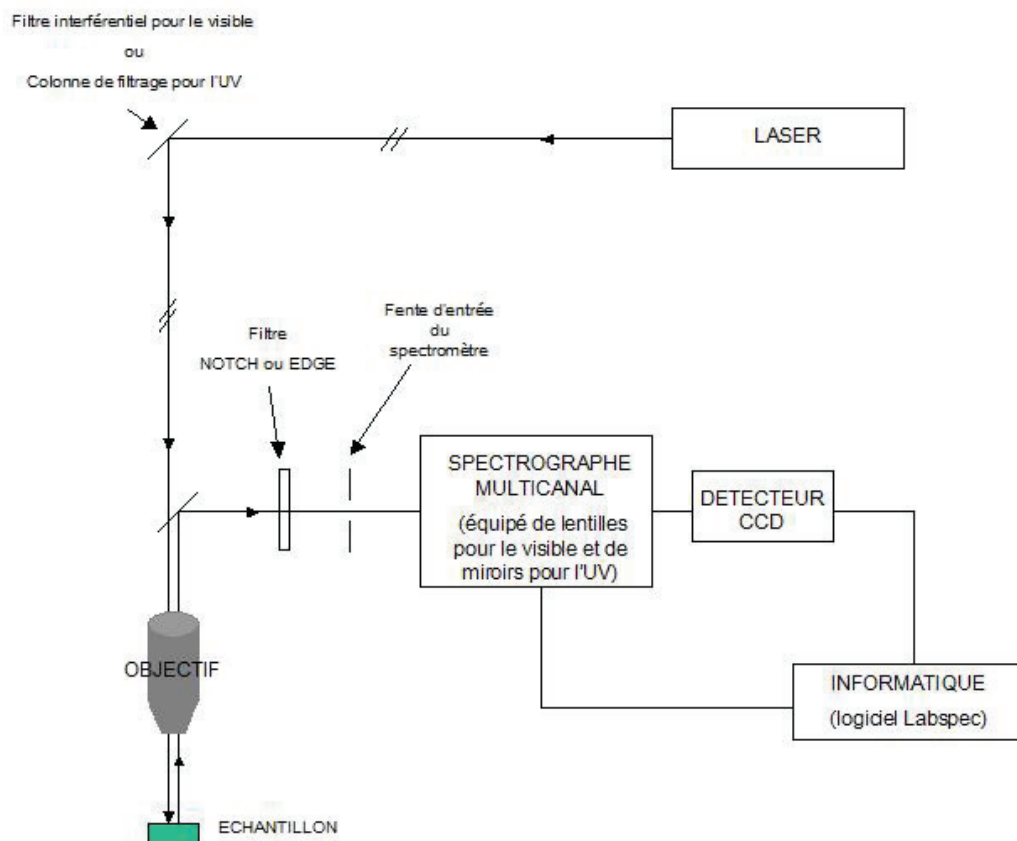 Filtre interférentiel pour le visible
ou
Colonne de filtrage pour l'UV
LASER
Fente d'entrée
du
spectromètre
Filtre
NOTCH ou EDGE
SPECTROGRAPHE
MULTICANAL
(équipé de lentilles
pour le visible et de
miroirs pour l'UV)
DETECTEUR
CCD
OBJECTIF
INFORMATIQUE
(logiciel Labspec)
ECHANTILLON